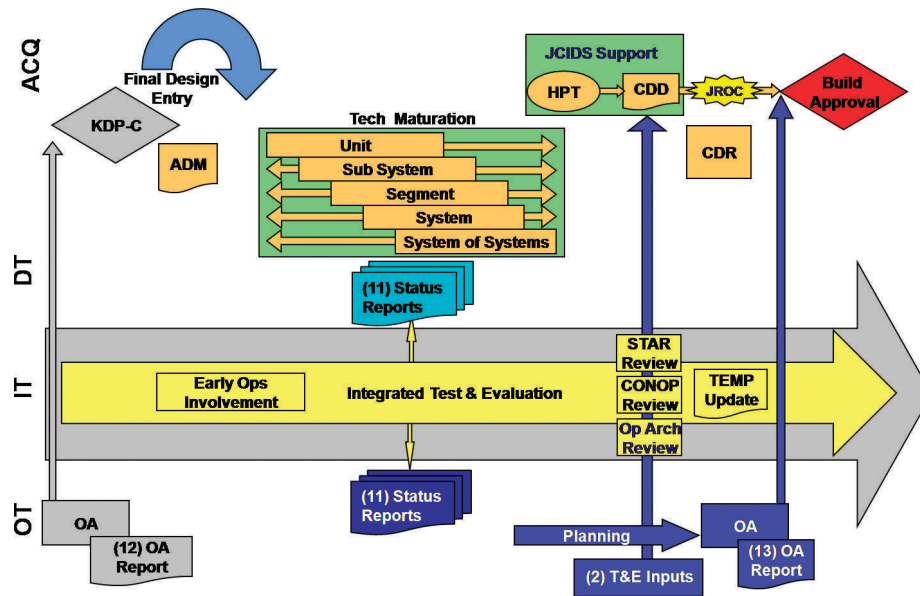 ACQ
Final Design
Entry
KDP-C
ADM
JCIDS Support
HPT
CDD
JROC
Build
Approval
CDR
Tech Maturation
Unit
Sub System
Segment
System
System of Systems
DT
(11) Status
Reports
IT
Early Ops
Involvement
Integrated Test & Evaluation
STAR
Review
CONOP
Review
Op Arch
Review
TEMP
Update
OT
(11) Status
Reports
OA
(12) OA
Report
Planning
OA
(13) OA
Report
(2) T&E Inputs